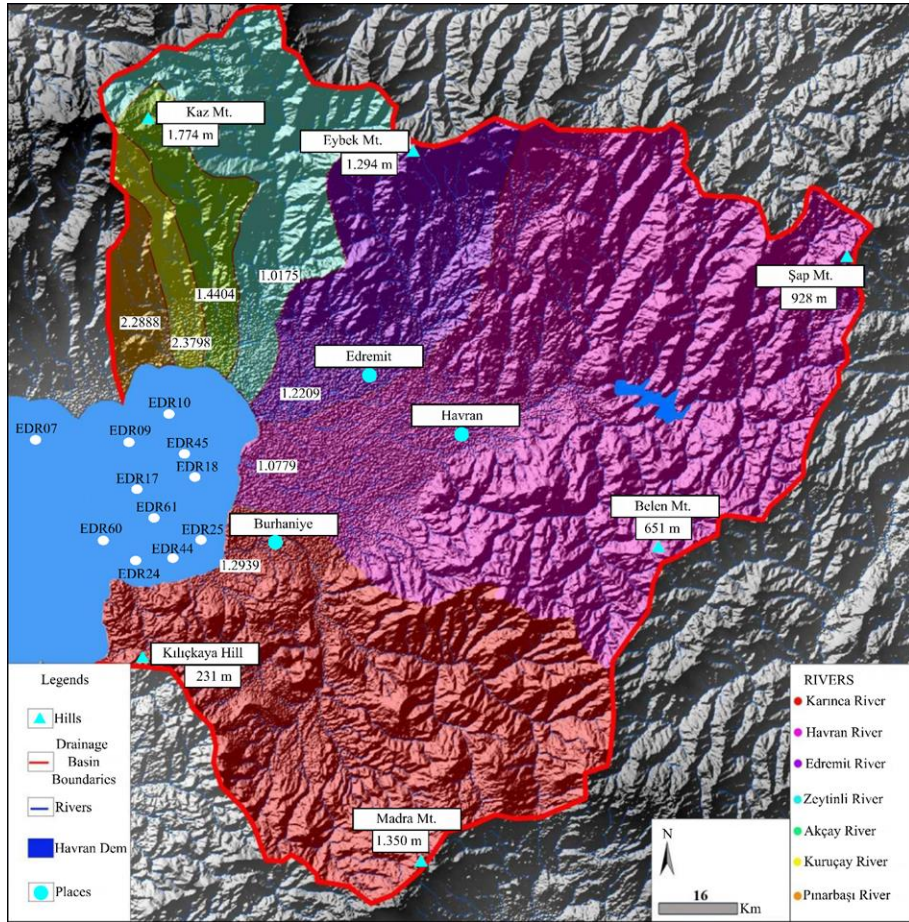 Kaz Mt.
1.774 m
Eybek Mt.
1.294 m
Şap Mt.
928 m
1.0175
1.4404
2.2888
2.3798
Edremit
1.2209
Havran
1.0779
EDR10
EDR07
EDR09
EDR45
EDR18
EDR17
EDR61
EDR60
EDR25
EDR44
EDR24
Burhaniye
1.2939
Belen Mt.
651 m
Kılıçkaya Hill
231 m
Madra Mt.
1.350 m
Legends
Hills
Drainage
Basin
Boundaries
Rivers
Havran Dem
Places
N
16
Km
RIVERS
Karınca River
Havran River
Edremit River
Zeytinli River
Akçay River
Kuruçay River
Pınarbaşı River